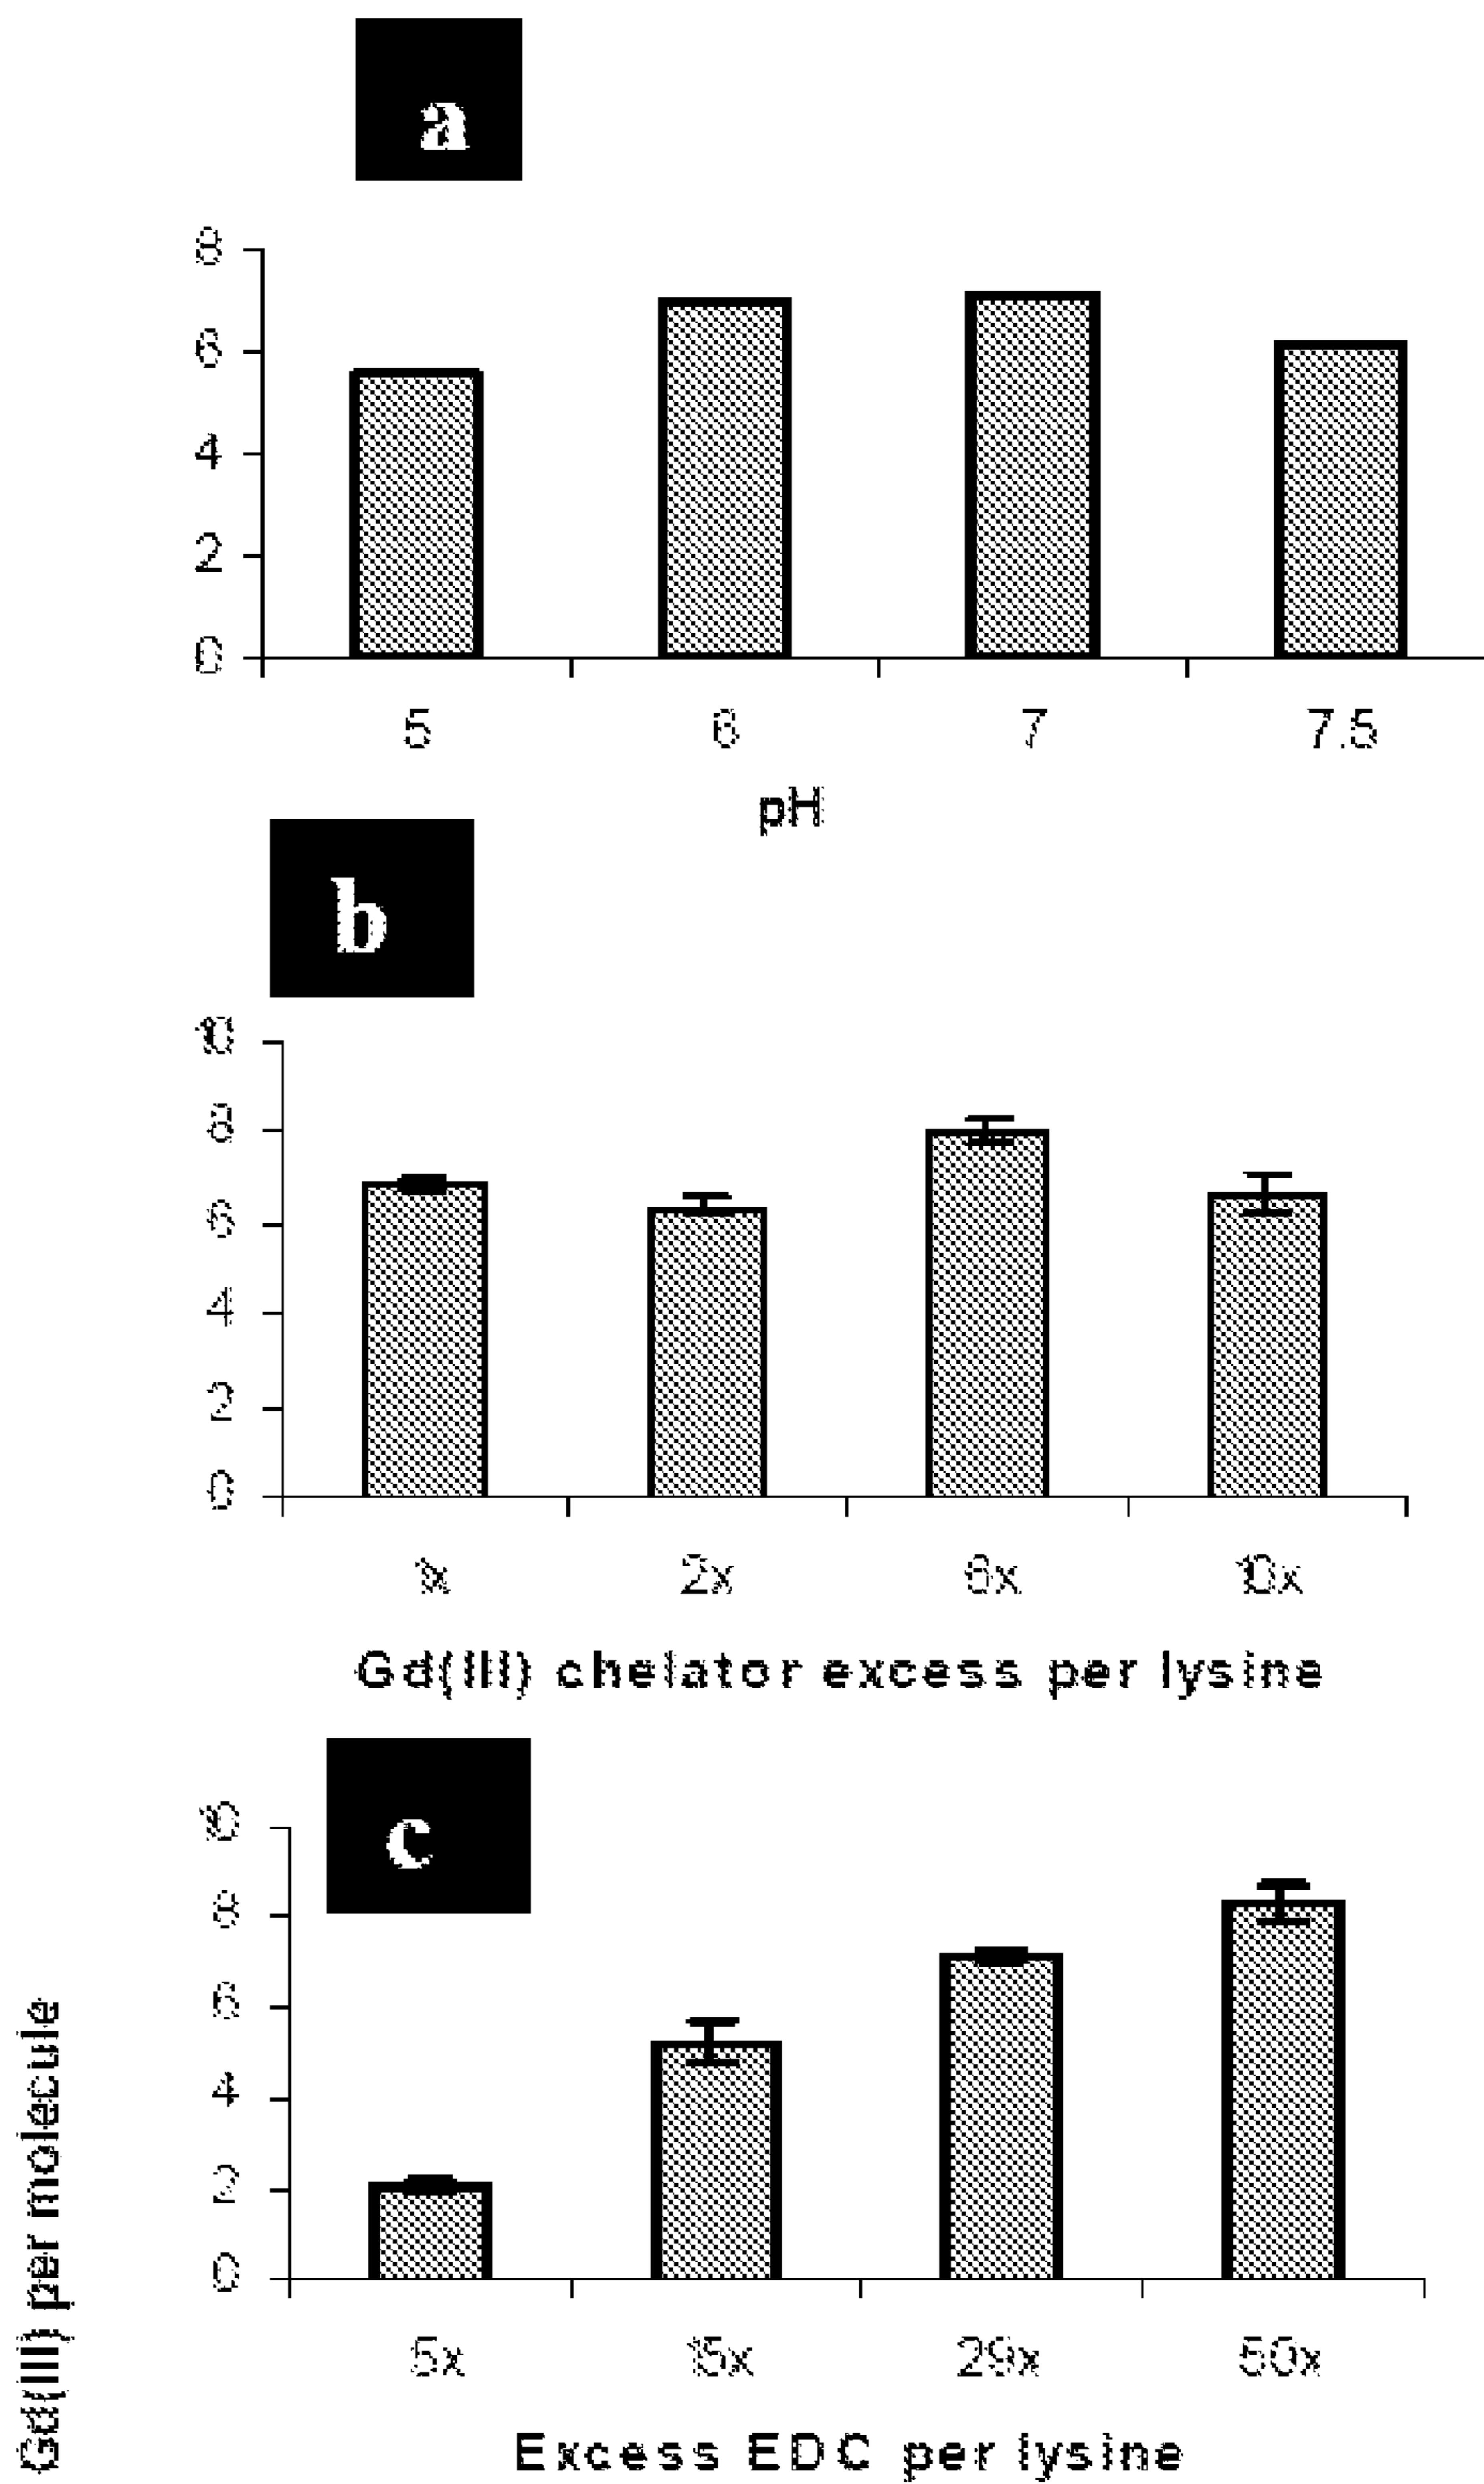 a
8
6
4
2
0
5 6 7 7.5
pH
b
10
8
6
4
2
0
1x 2x 6x 10x
Gd(III) chelator excess per lysine
c
10
8
6
4
2
0
5x 15x 29x 50x
Excess EDC per lysine
Gd(III) per molecule